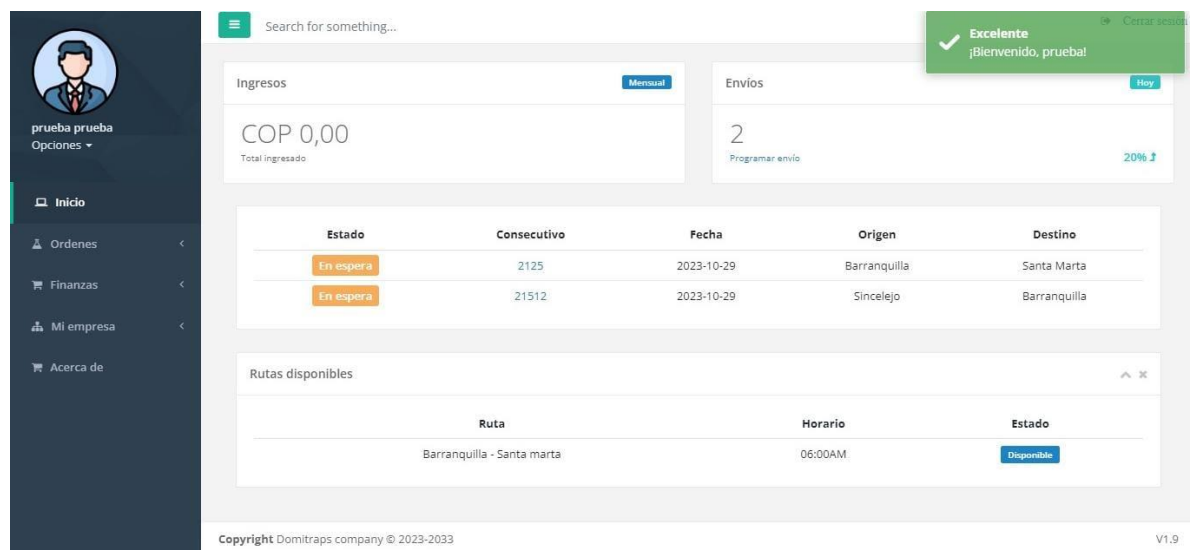 prueba prueba
Opciones
Inicio
Ordenes
Finanzas
Mi empresa
Acerca de
Search for something...
Cerrar sesión
Excelente
¡Bienvenido, prueba!
Ingresos Mensual
COP 0,00
Total ingresado
Envíos Hoy
2
Programar envío 20%
Estado Consecutivo Fecha Origen Destino
En espera 2125 2023-10-29 Barranquilla Santa Marta
En espera 21512 2023-10-29 Sincelejo Barranquilla
Rutas disponibles
Ruta Horario Estado
Barranquilla - Santa marta 06:00AM Disponible
Copyright Domitraps company © 2023-2033 V1.9